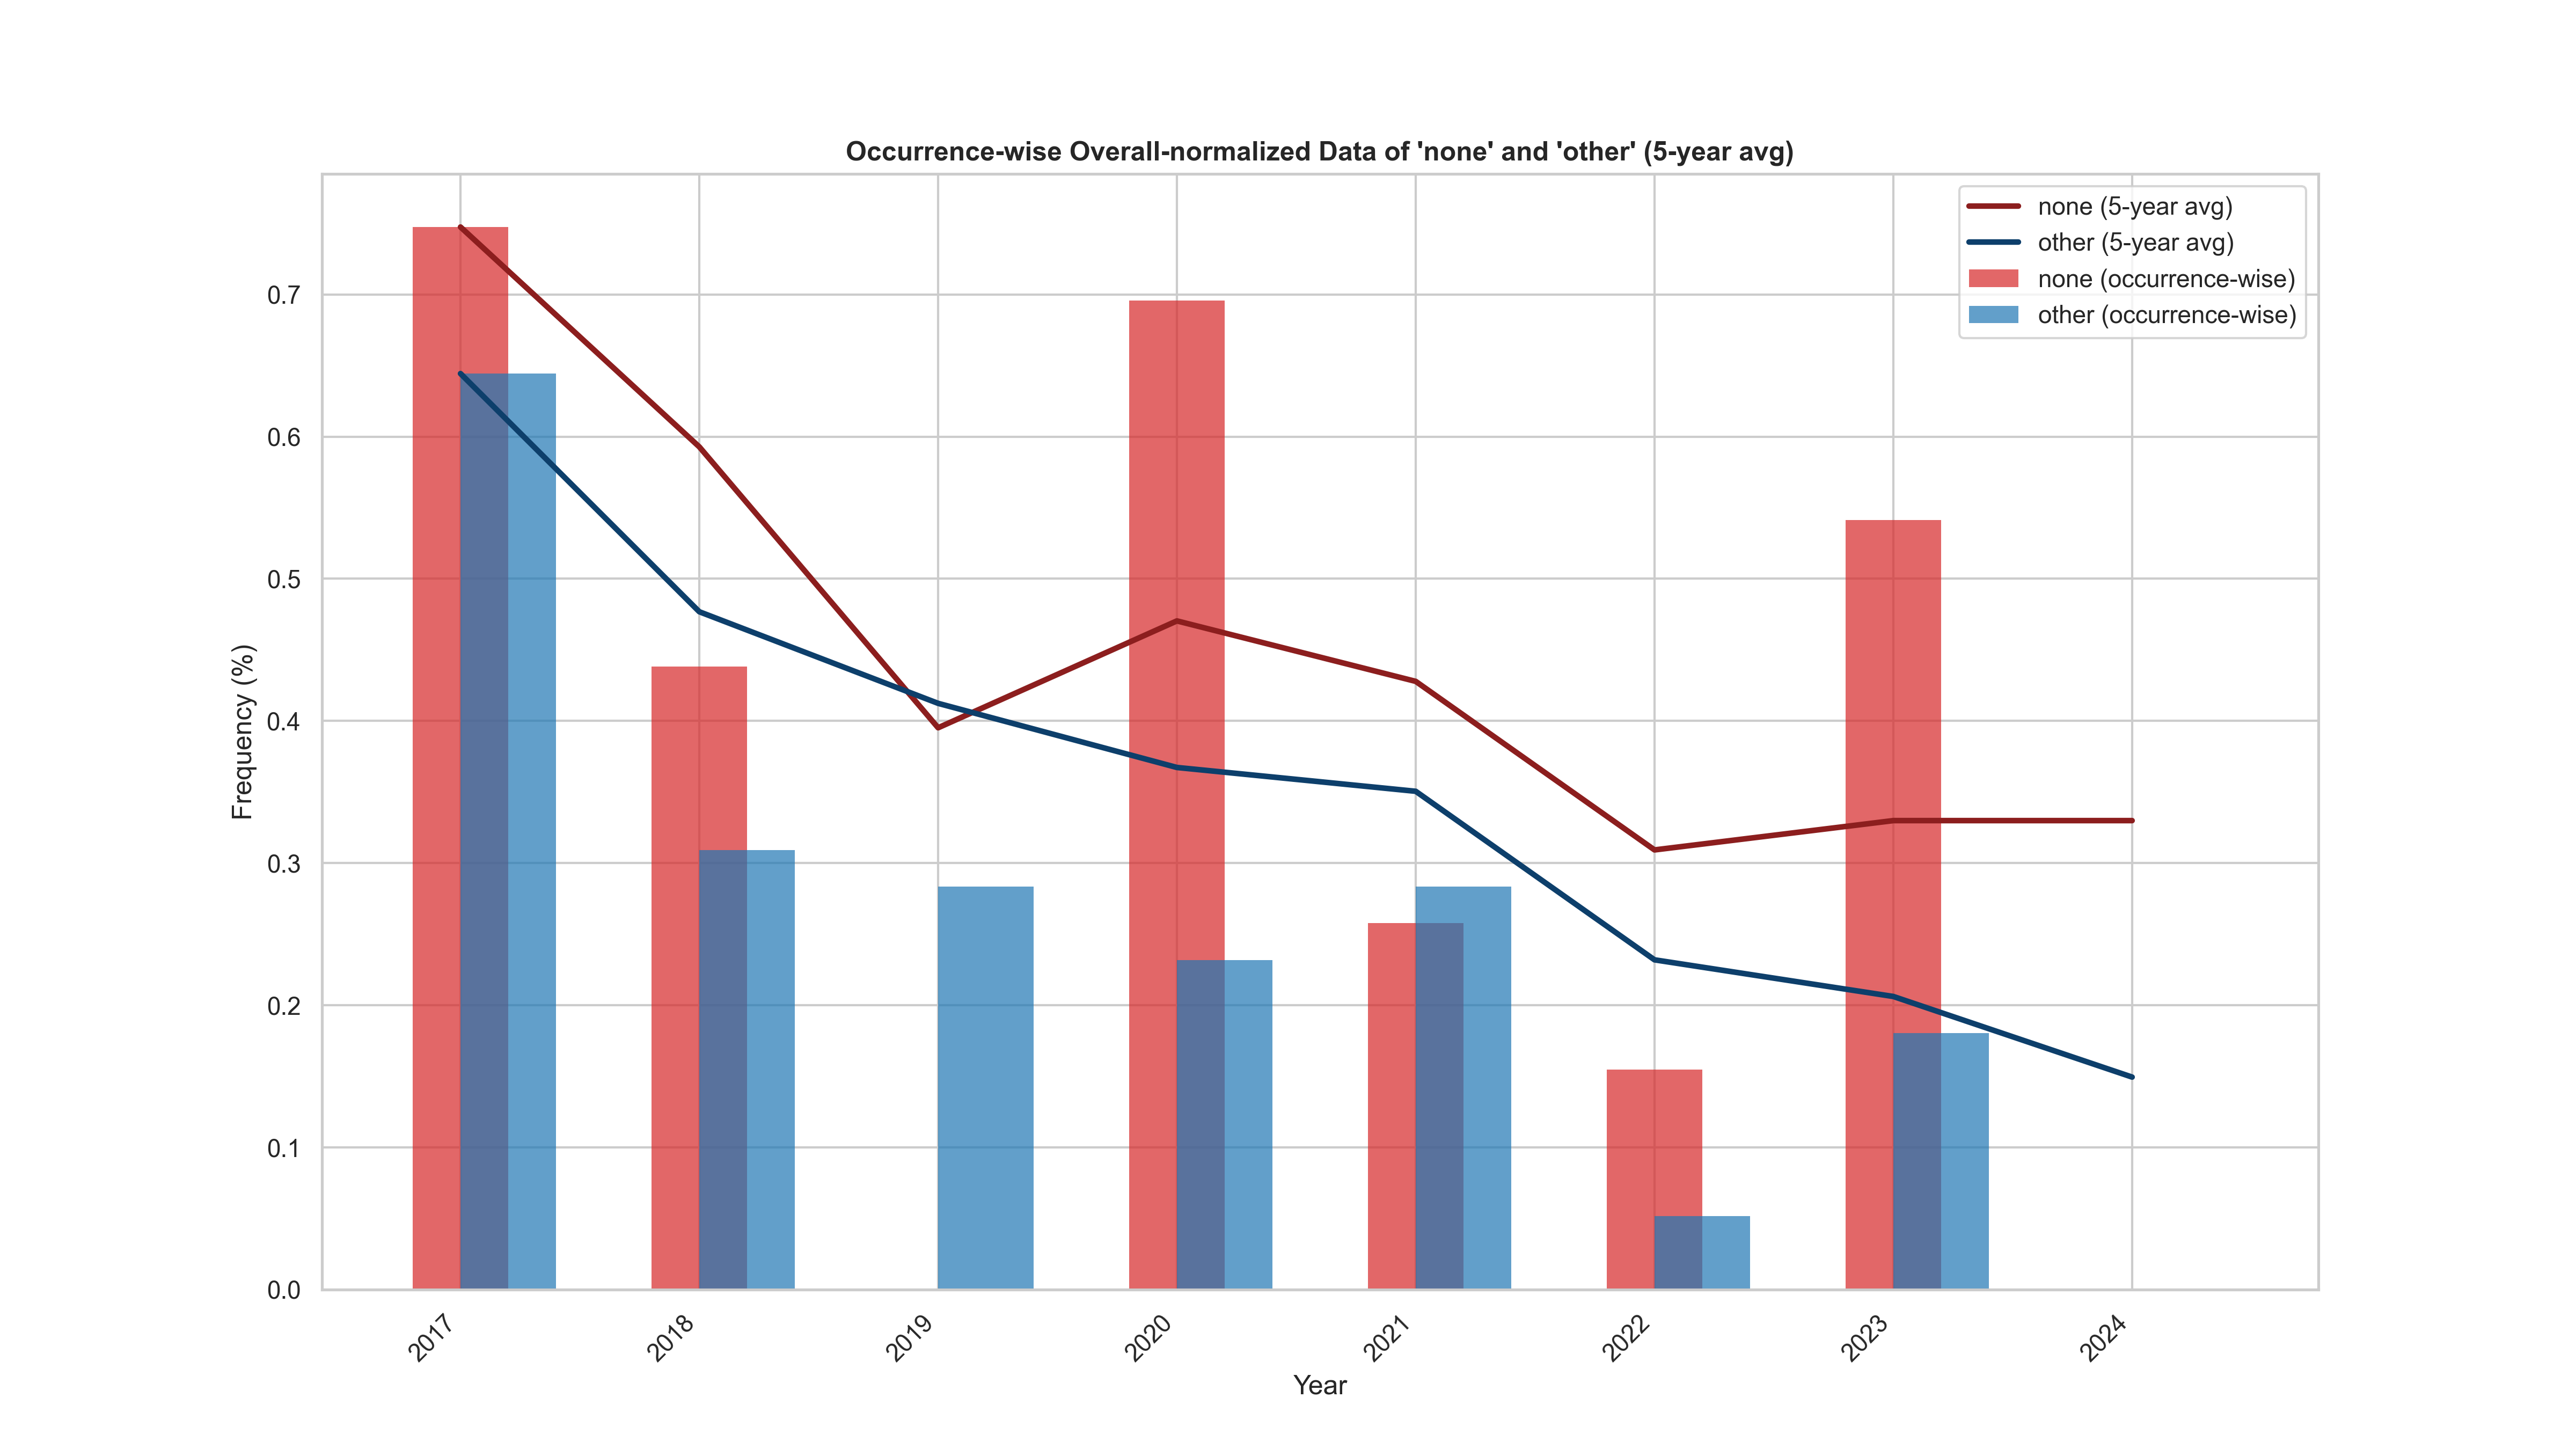 Occurrence-wise Overall-normalized Data of 'none' and 'other' (5-year avg)
none (5-year avg)
other (5-year avg)
none (occurrence-wise)
other (occurrence-wise)
Frequency (%)
0.7
0.6
0.5
0.4
0.3
0.2
0.1
0.0
2017
2018
2019
2020
2021
2022
2023
2024
Year